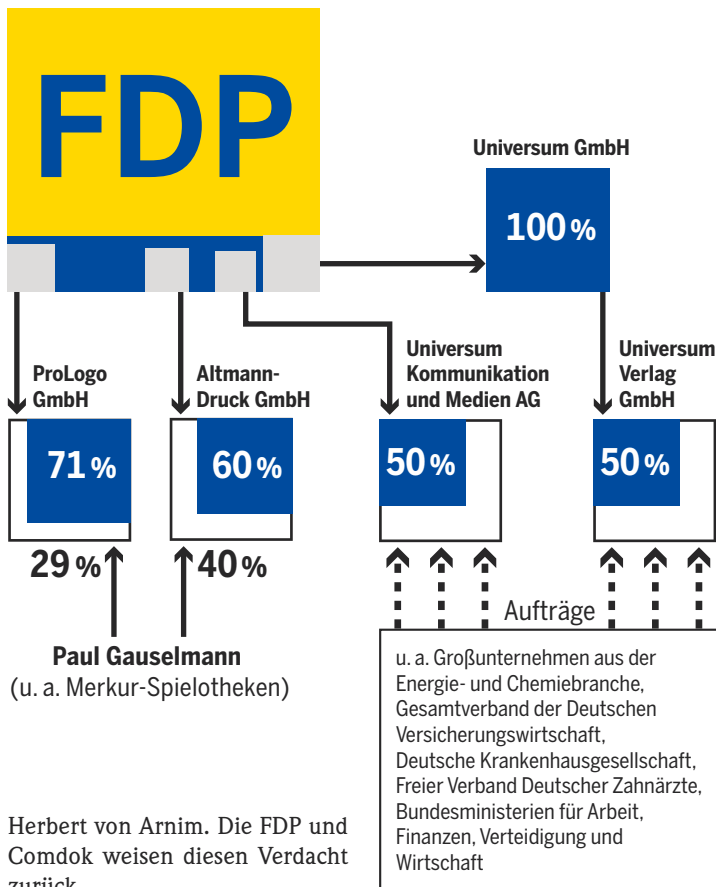 FDP
Universum GmbH
100 %
ProLogo
GmbH
71 %
29 %
Altmann-
Druck GmbH
60 %
40 %
Universum
Kommunikation
und Medien AG
50 %
Universum
Verlag
GmbH
50 %
Paul Gauselmann
(u. a. Merkur-Spielotheken)
Aufträge
u. a. Großunternehmen aus der
Energie- und Chemiebranche,
Gesamtverband der Deutschen
Versicherungswirtschaft,
Deutsche Krankenhausgesellschaft,
Freier Verband Deutscher Zahnärzte,
Bundesministerien für Arbeit,
Finanzen, Verteidigung und
Wirtschaft
Herbert von Arnim. Die FDP und
Comdok weisen diesen Verdacht
zurück